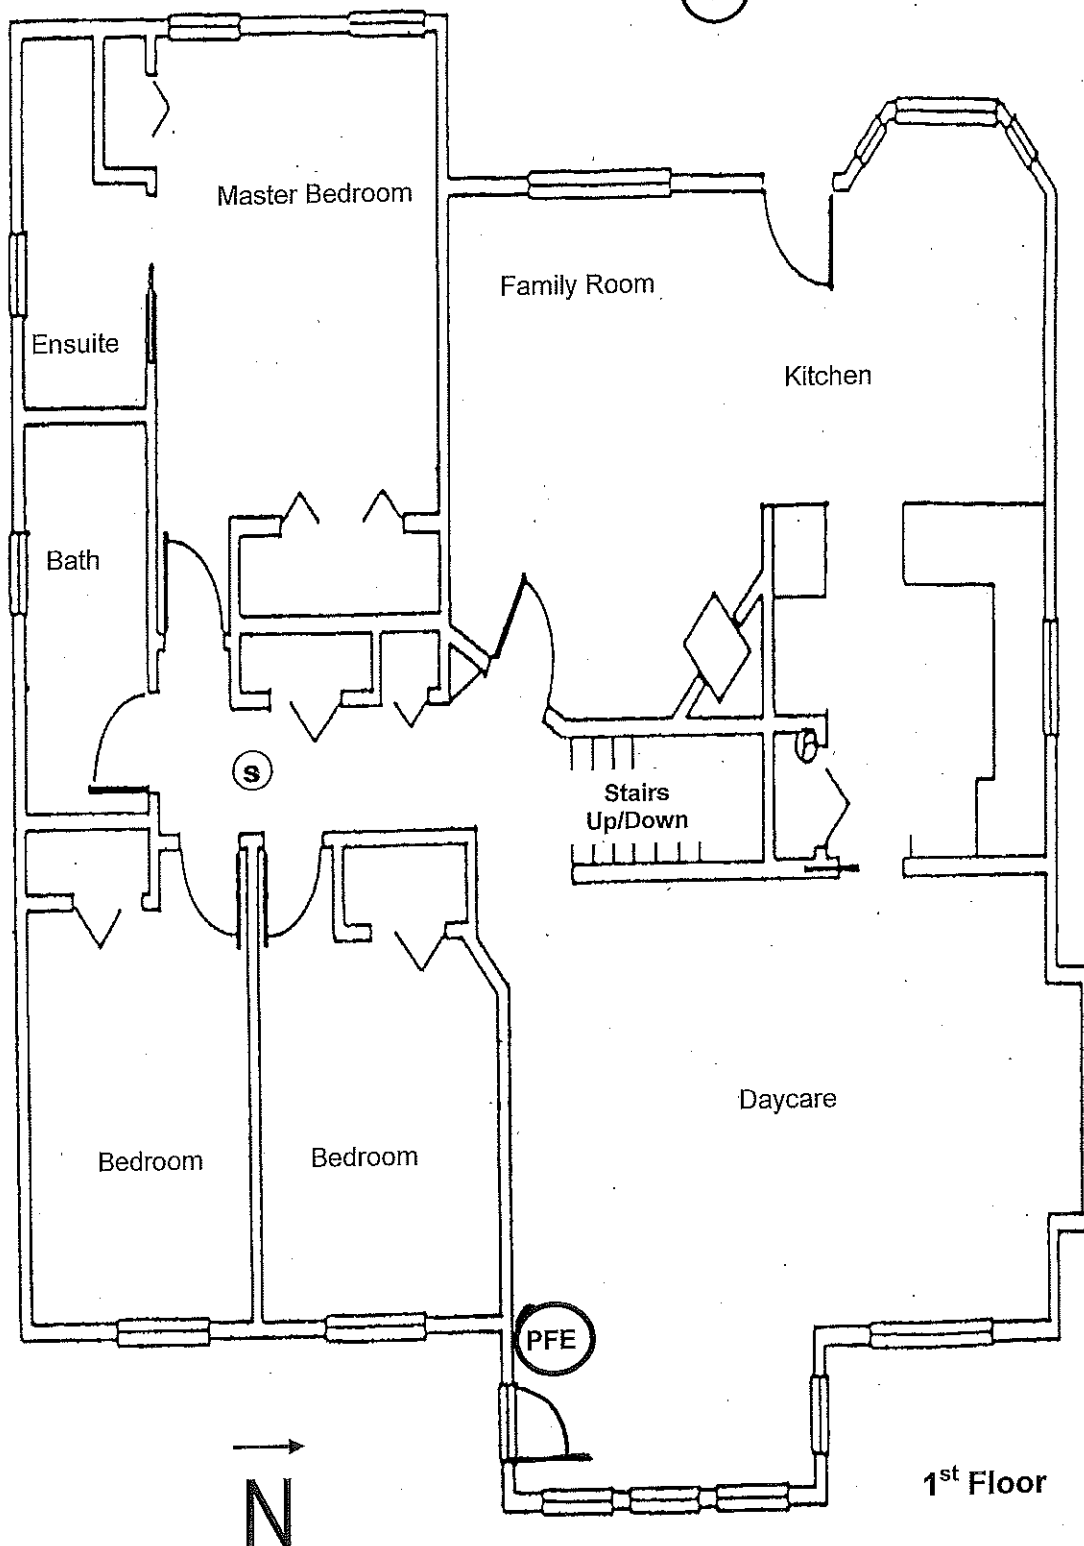 Master Bedroom
Family Room
Ensuite
Kitchen
Bath
S
Stairs
Up/Down
Daycare
Bedroom
Bedroom
PFE
1st Floor
N